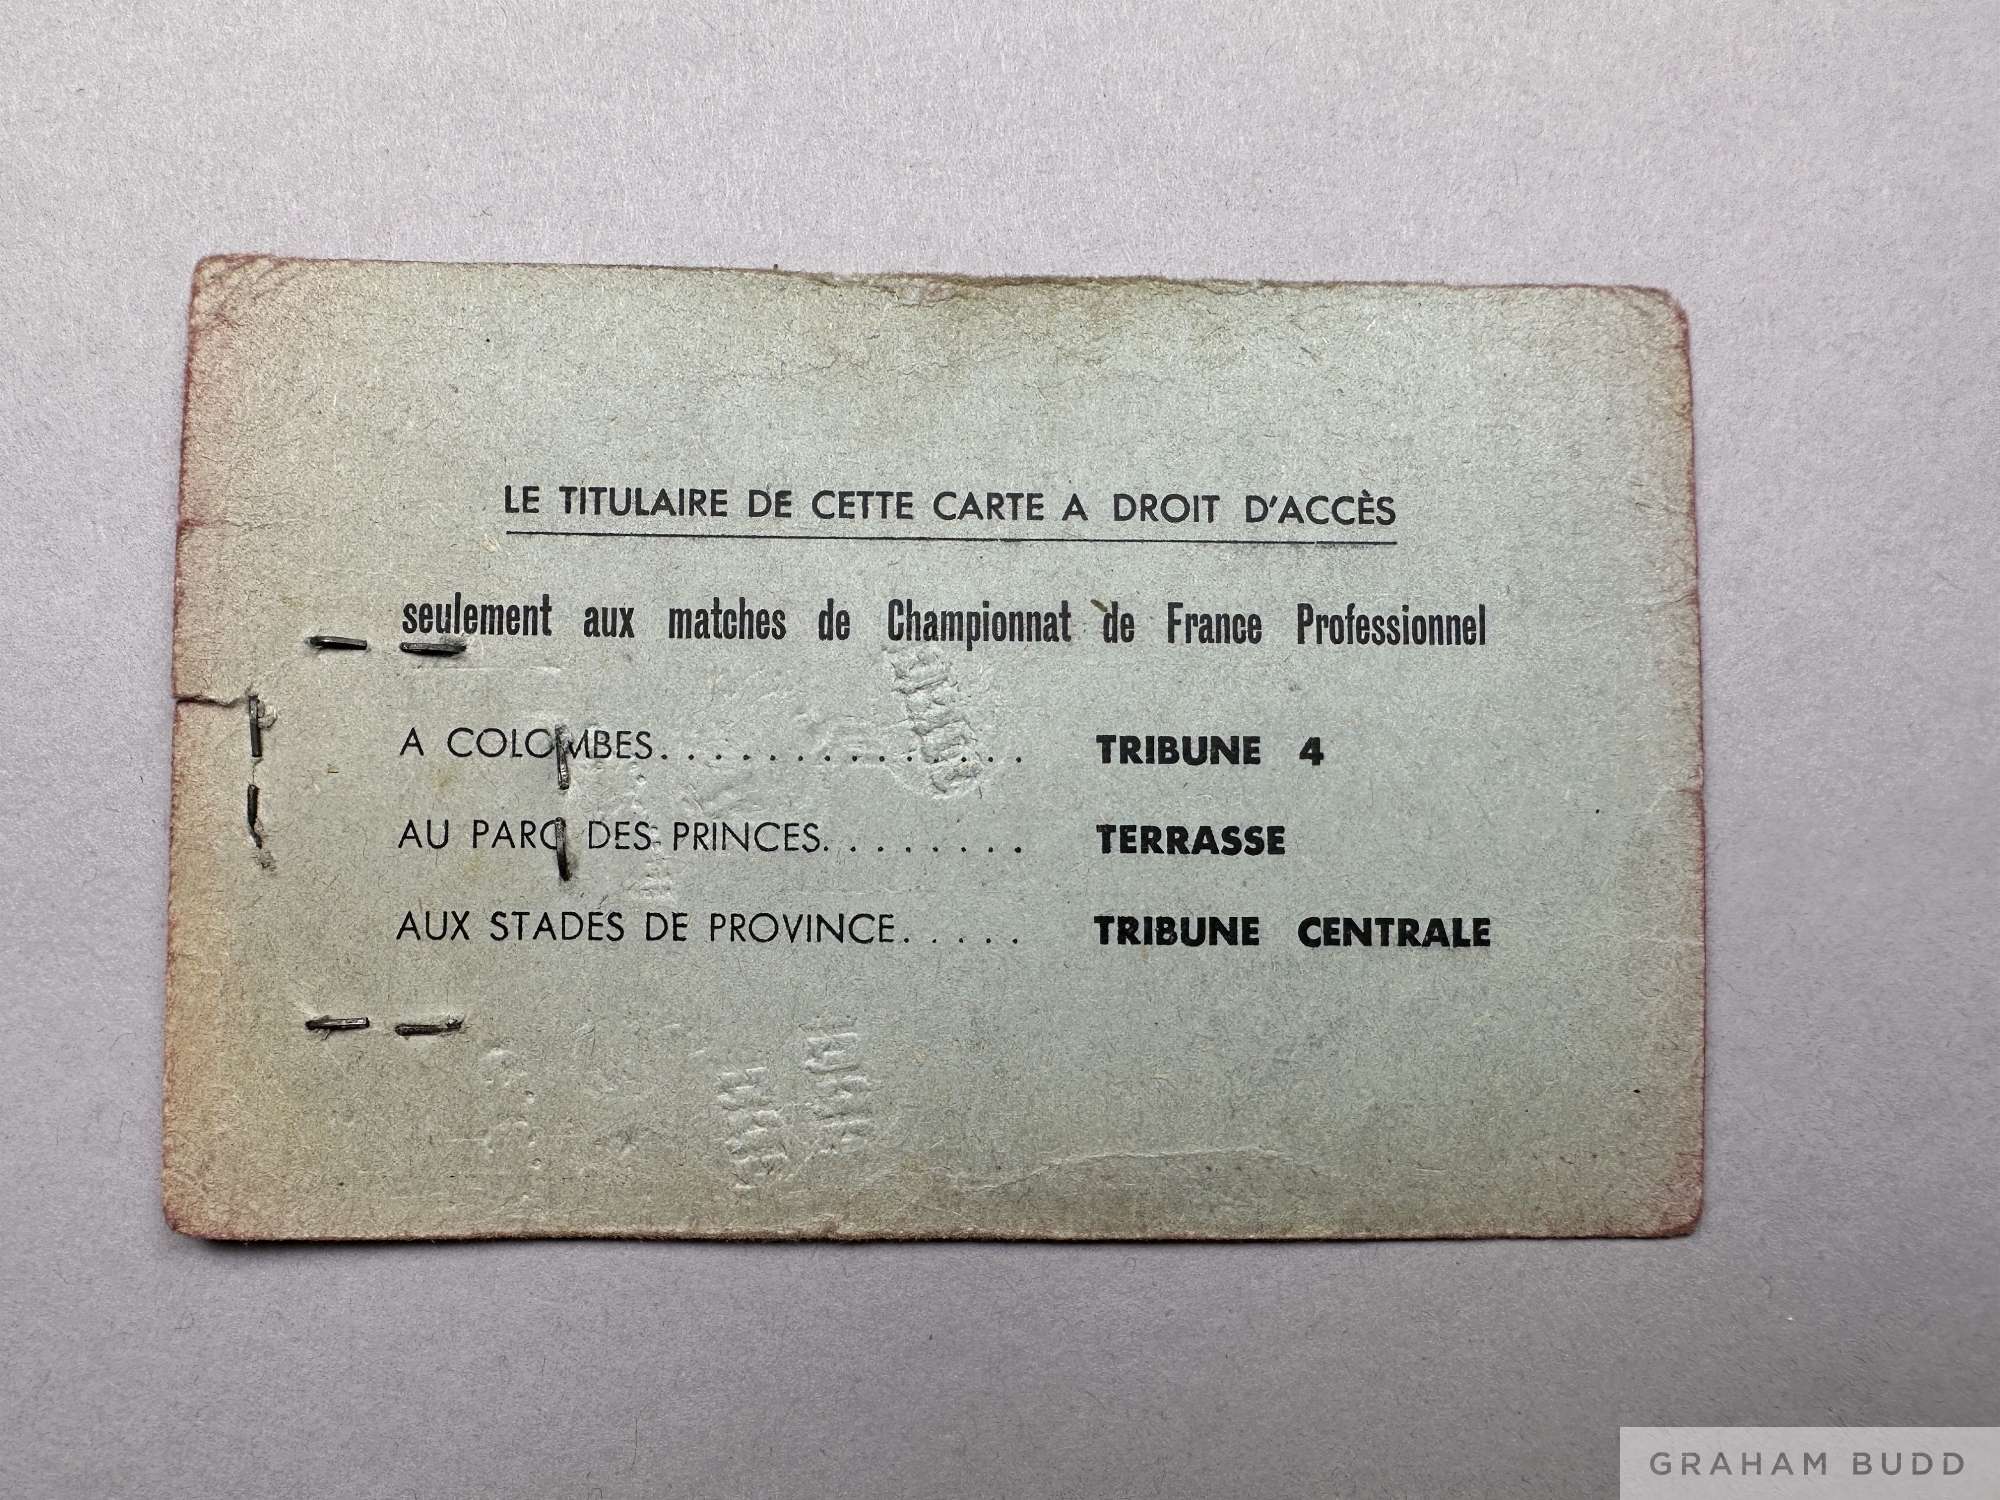 LE TITULAIRE DE CETTE CARTE A DROIT D'ACCÈS
seulement aux matches de Championnat de France Professionnel
A COLOMBES.............. TRIBUNE 4
AU PARC DES PRINCES........ TERRASSE
AUX STADES DE PROVINCE..... TRIBUNE CENTRALE
GRAHAM BUDD